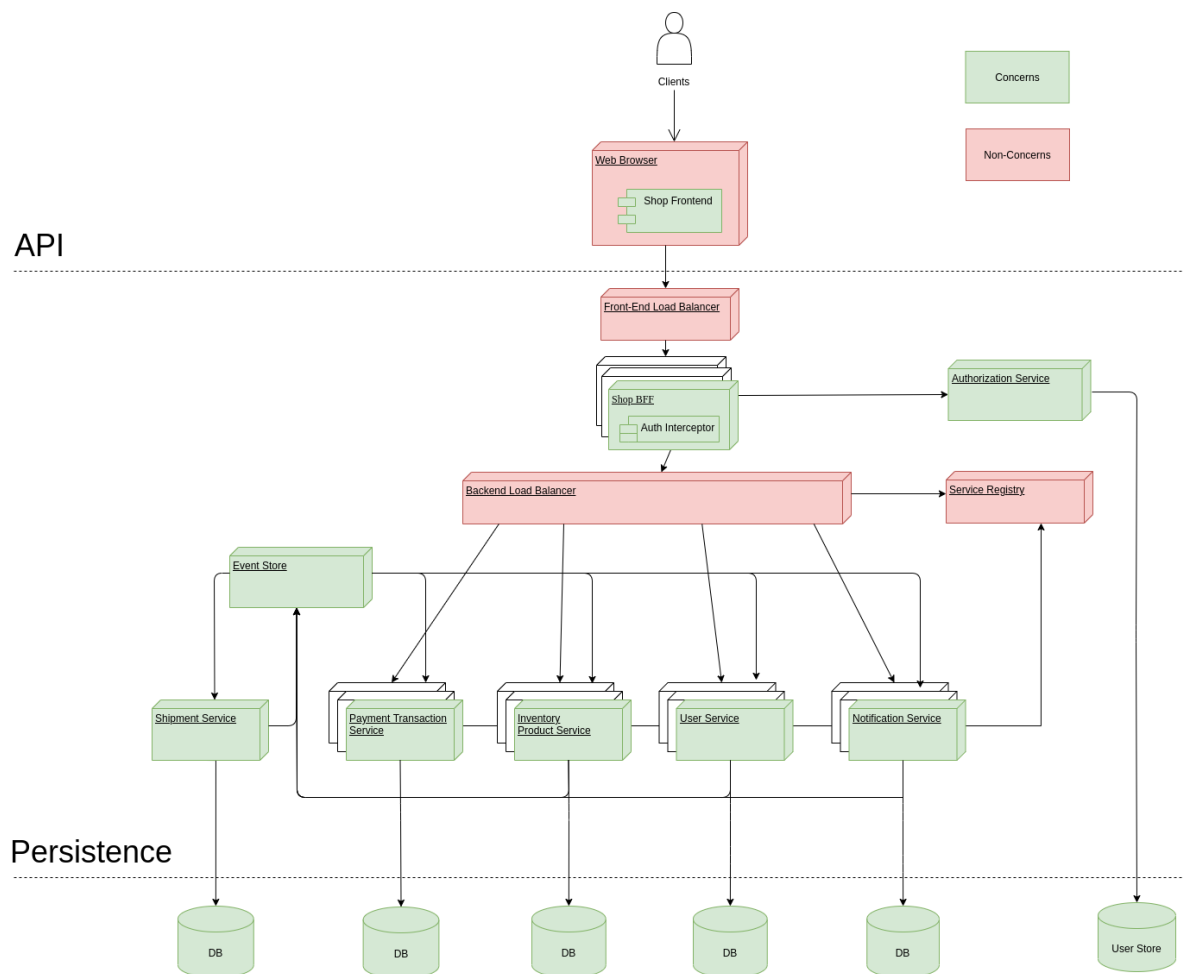 Clients
Concerns
Non-Concerns
Web Browser
Shop Frontend
API
Front-End Load Balancer
Shop BFF
Auth Interceptor
Authorization Service
Backend Load Balancer
Service Registry
Event Store
Shipment Service
Payment Transaction
Service
Inventory
Product Service
User Service
Notification Service
Persistence
DB
DB
DB
DB
DB
User Store